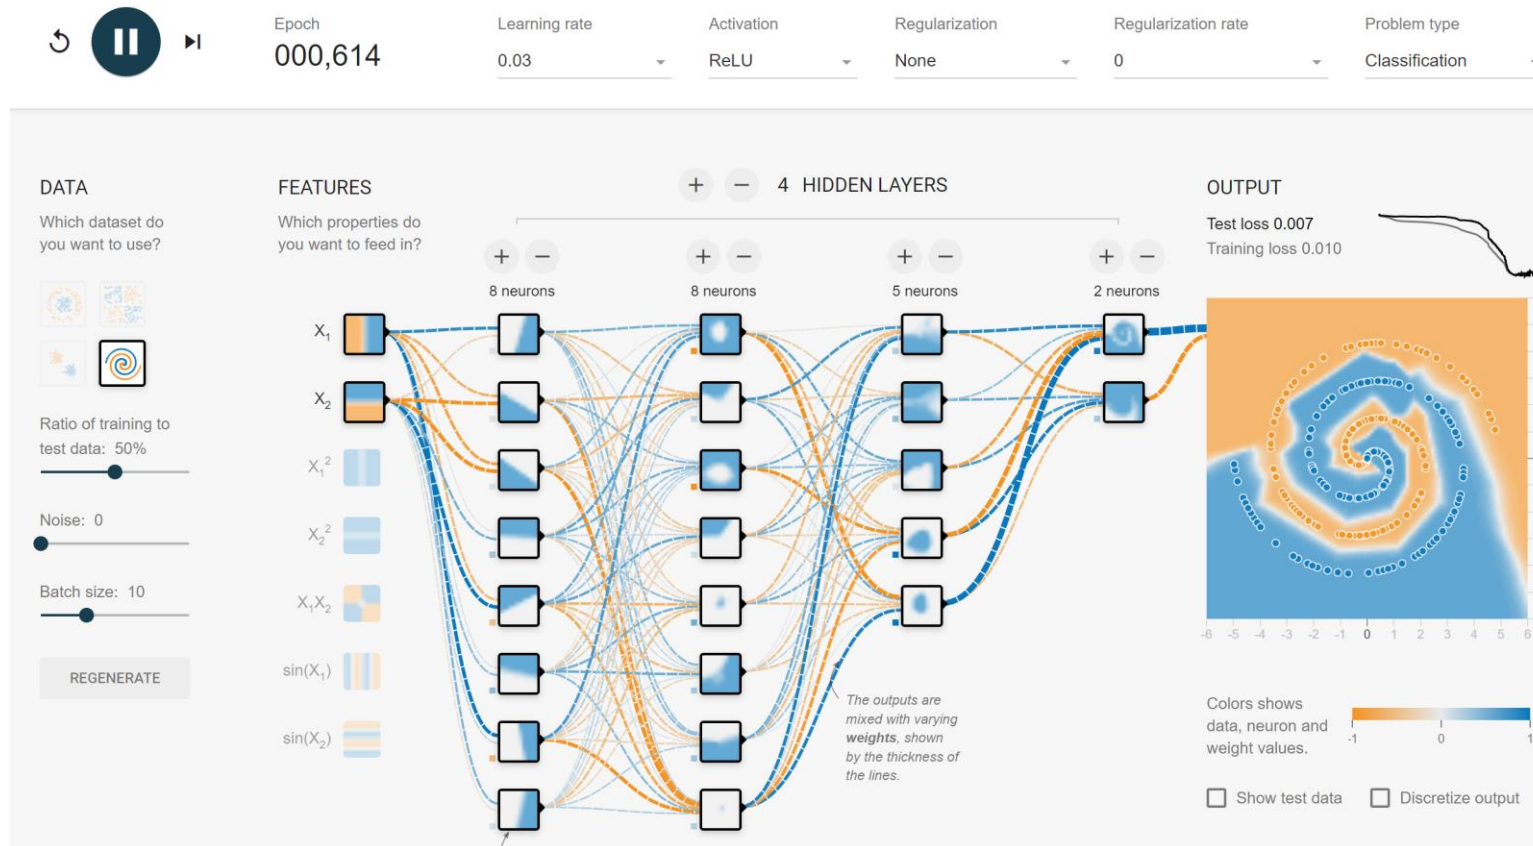 Epoch
000,614
Learning rate
0.03
Activation
ReLU
Regularization
None
Regularization rate
0
Problem type
Classification
DATA
Which dataset do
you want to use?
Ratio of training to
test data: 50%
Noise: 0
Batch size: 10
REGENERATE
FEATURES
Which properties do
you want to feed in?
X₁
X₂
X₁²
X₂²
X₁X₂
sin(X₁)
sin(X₂)
+ − 4 HIDDEN LAYERS
+ −
8 neurons
+ −
8 neurons
+ −
5 neurons
+ −
2 neurons
The outputs are
mixed with varying
weights, shown
by the thickness of
the lines.
OUTPUT
Test loss 0.007
Training loss 0.010
-6 -5 -4 -3 -2 -1 0 1 2 3 4 5 6
Colors shows
data, neuron and
weight values.
-1 0 1
Show test data
Discretize output